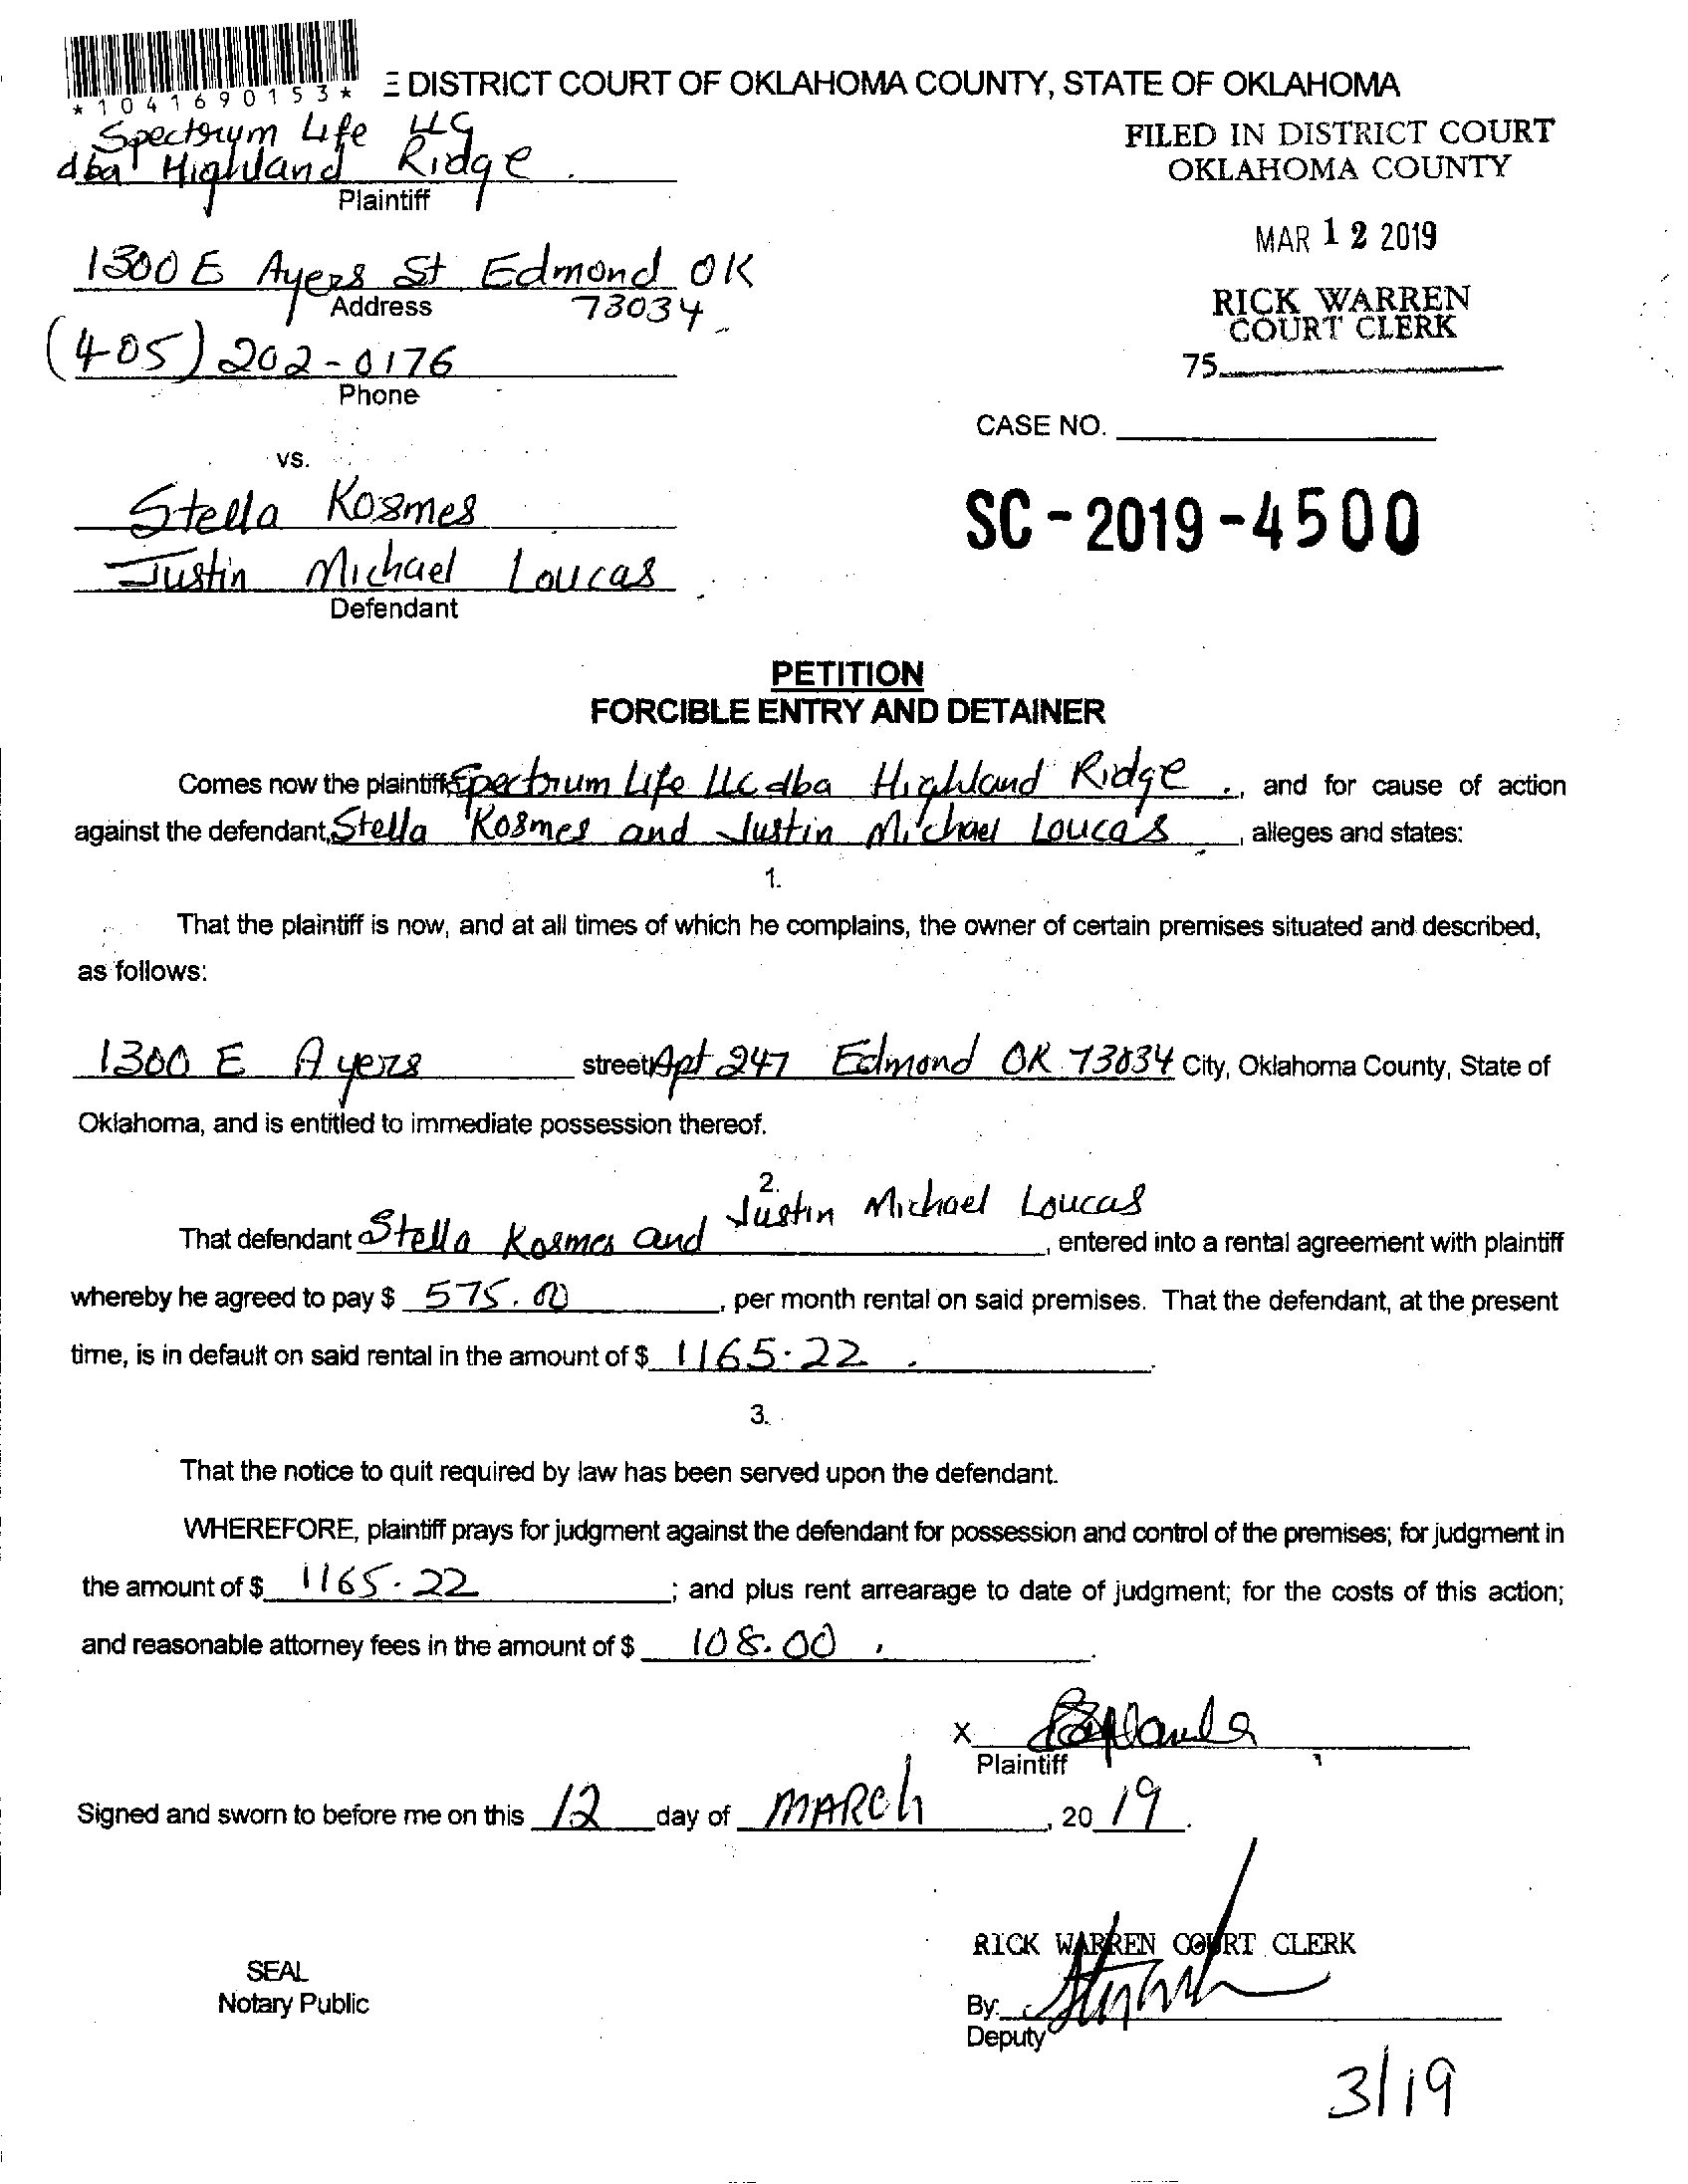 *1041690153*
DISTRICT COURT OF OKLAHOMA COUNTY, STATE OF OKLAHOMA
Spectrum Life LLC
dba Highland Ridge
Plaintiff
FILED IN DISTRICT COURT
OKLAHOMA COUNTY
MAR 12 2019
RICK WARREN
COURT CLERK
75
1300 E Ayers St Edmond OK
Address 73034
(405) 202-0176
Phone
CASE NO.
vs.
SC-2019-4500
Stella Kosmes
Justin Michael Loucas
Defendant
PETITION
FORCIBLE ENTRY AND DETAINER
Comes now the plaintiff Spectrum Life LLC dba Highland Ridge, and for cause of action
against the defendant, Stella Kosmes and Justin Michael Loucas, alleges and states:
1.
That the plaintiff is now, and at all times of which he complains, the owner of certain premises situated and described,
as follows:
1300 E Ayers street, Apt 247 Edmond OK 73034 City, Oklahoma County, State of
Oklahoma, and is entitled to immediate possession thereof.
2.
That defendant Stella Kosmes and Justin Michael Loucas, entered into a rental agreement with plaintiff
whereby he agreed to pay $ 575.00, per month rental on said premises. That the defendant, at the present
time, is in default on said rental in the amount of $ 1165.22.
3.
That the notice to quit required by law has been served upon the defendant.
WHEREFORE, plaintiff prays for judgment against the defendant for possession and control of the premises; for judgment in
the amount of $ 1165.22; and plus rent arrearage to date of judgment; for the costs of this action;
and reasonable attorney fees in the amount of $ 108.00.
X
Plaintiff
Signed and sworn to before me on this 12 day of MARCh, 20 19.
RICK WARREN COURT CLERK
SEAL
Notary Public
By:
Deputy
3/19